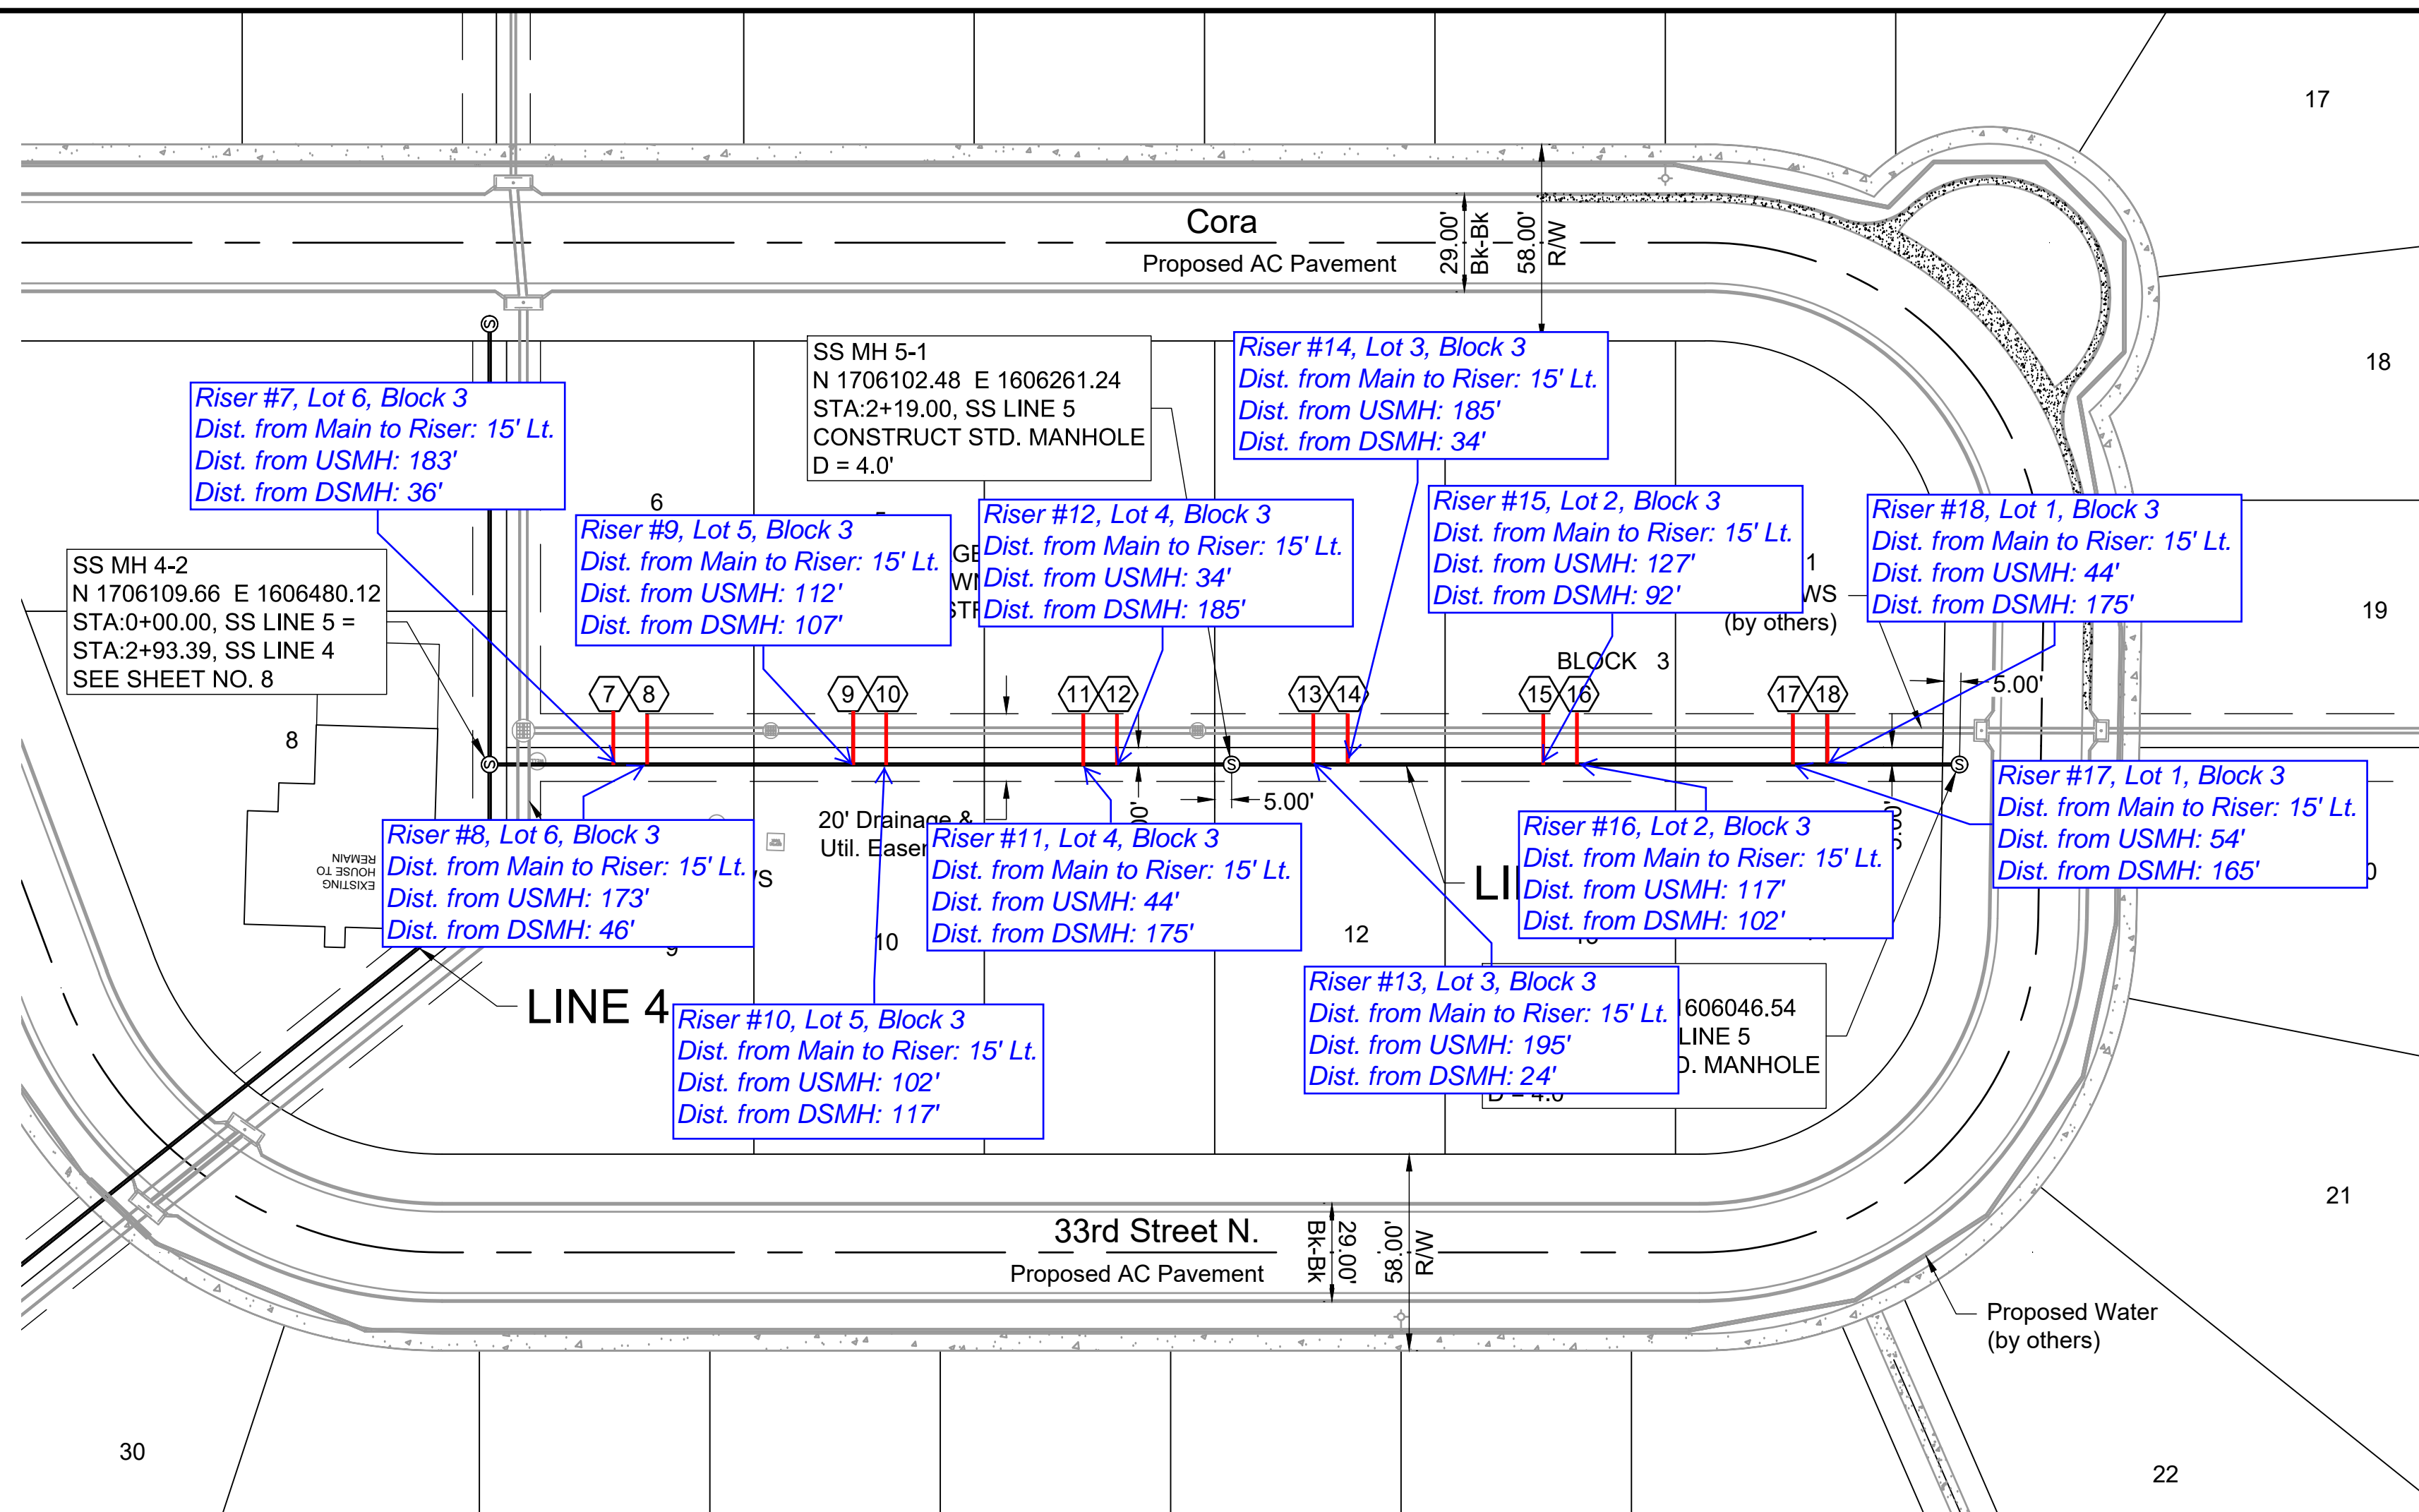 17
Cora
Proposed AC Pavement
29.00'
Bk-Bk
58.00'
R/W
18
SS MH 5-1
N 1706102.48 E 1606261.24
STA:2+19.00, SS LINE 5
CONSTRUCT STD. MANHOLE
D = 4.0'
Riser #14, Lot 3, Block 3
Dist. from Main to Riser: 15' Lt.
Dist. from USMH: 185'
Dist. from DSMH: 34'
Riser #7, Lot 6, Block 3
Dist. from Main to Riser: 15' Lt.
Dist. from USMH: 183'
Dist. from DSMH: 36'
6
Riser #9, Lot 5, Block 3
Dist. from Main to Riser: 15' Lt.
Dist. from USMH: 112'
Dist. from DSMH: 107'
Riser #12, Lot 4, Block 3
Dist. from Main to Riser: 15' Lt.
Dist. from USMH: 34'
Dist. from DSMH: 185'
Riser #15, Lot 2, Block 3
Dist. from Main to Riser: 15' Lt.
Dist. from USMH: 127'
Dist. from DSMH: 92'
Riser #18, Lot 1, Block 3
Dist. from Main to Riser: 15' Lt.
Dist. from USMH: 44'
Dist. from DSMH: 175'
1
WS
(by others)
19
SS MH 4-2
N 1706109.66 E 1606480.12
STA:0+00.00, SS LINE 5 =
STA:2+93.39, SS LINE 4
SEE SHEET NO. 8
BLOCK 3
7 8 9 10 11 12 13 14 15 16 17 18
5.00'
8
5.00'
20' Drainage &
Util.
EXISTING
HOUSE TO
REMAIN
Riser #8, Lot 6, Block 3
Dist. from Main to Riser: 15' Lt.
Dist. from USMH: 173'
Dist. from DSMH: 46'
Riser #11, Lot 4, Block 3
Dist. from Main to Riser: 15' Lt.
Dist. from USMH: 44'
Dist. from DSMH: 175'
Riser #16, Lot 2, Block 3
Dist. from Main to Riser: 15' Lt.
Dist. from USMH: 117'
Dist. from DSMH: 102'
Riser #17, Lot 1, Block 3
Dist. from Main to Riser: 15' Lt.
Dist. from USMH: 54'
Dist. from DSMH: 165'
9
10
12
LINE 4
Riser #10, Lot 5, Block 3
Dist. from Main to Riser: 15' Lt.
Dist. from USMH: 102'
Dist. from DSMH: 117'
Riser #13, Lot 3, Block 3
Dist. from Main to Riser: 15' Lt.
Dist. from USMH: 195'
Dist. from DSMH: 24'
1606046.54
LINE 5
D. MANHOLE
D = 4.0'
33rd Street N.
Proposed AC Pavement
29.00'
Bk-Bk
58.00'
R/W
21
Proposed Water
(by others)
30
22